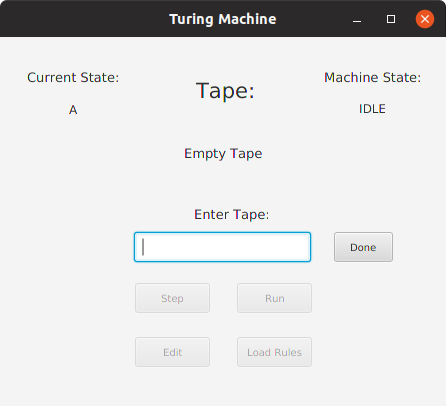 Turing Machine
Current State:
Machine State:
Tape:
A
IDLE
Empty Tape
Enter Tape:
Done
Step
Run
Edit
Load Rules